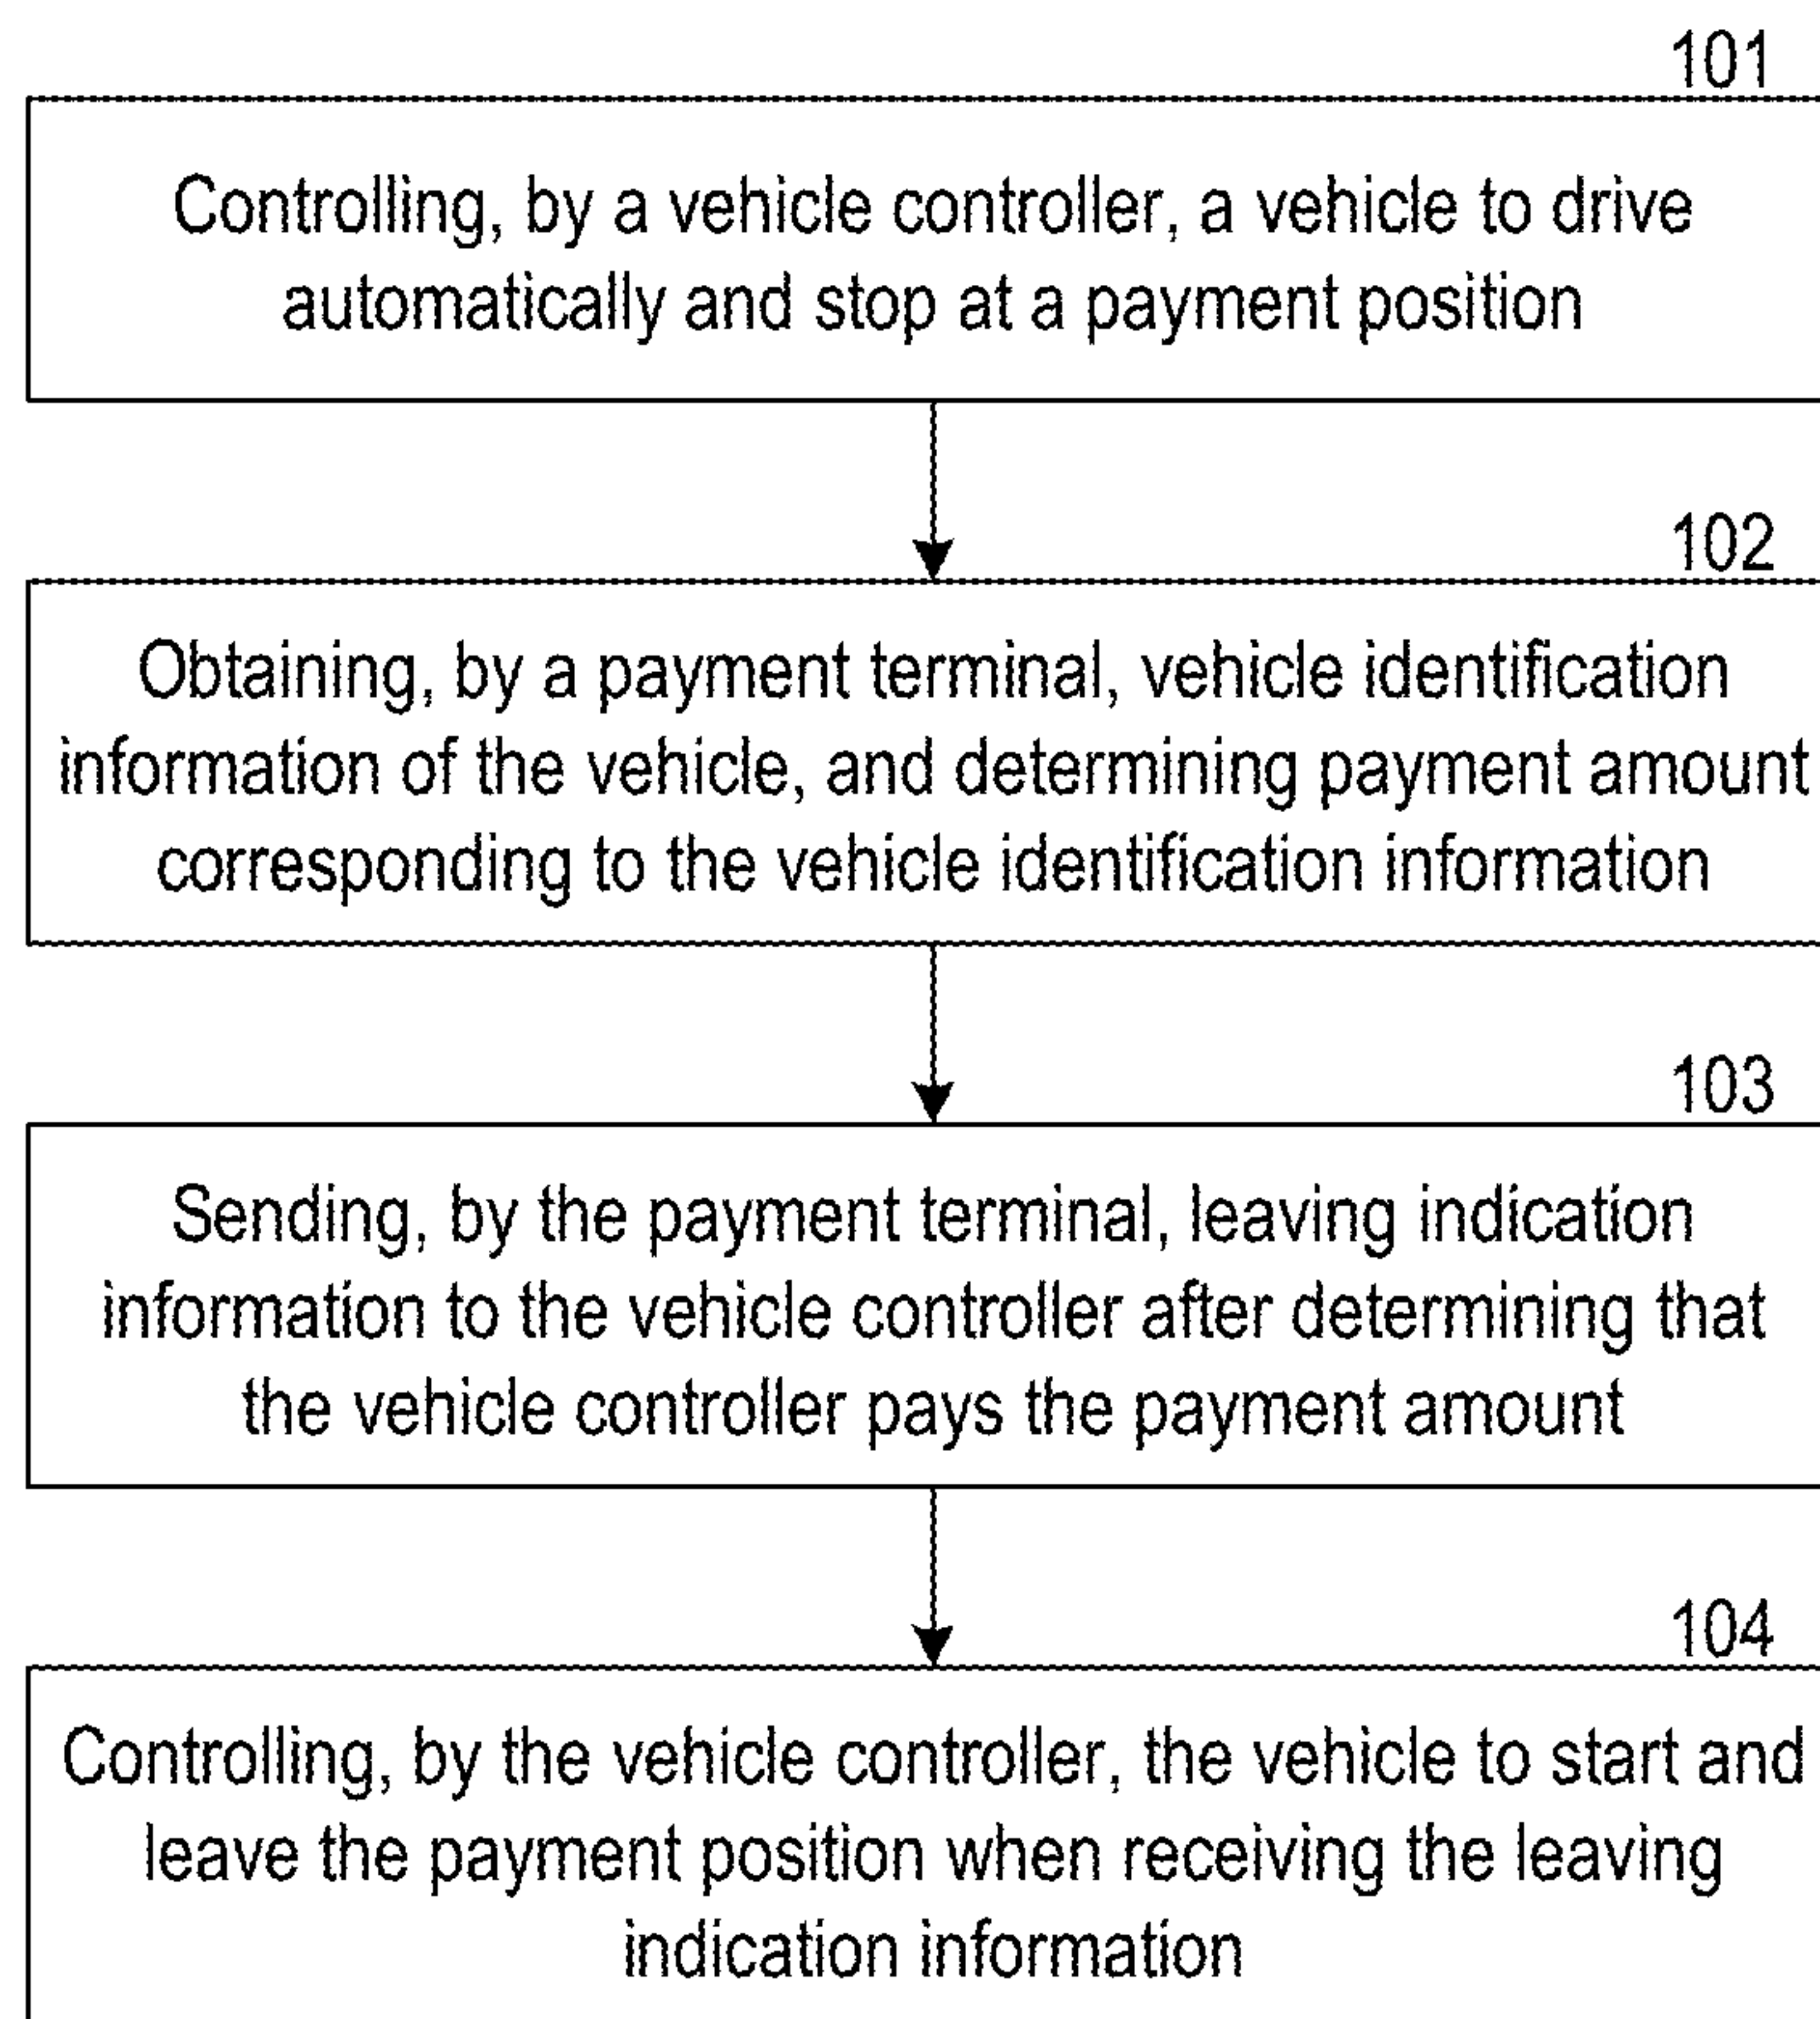 101
Controlling, by a vehicle controller, a vehicle to drive
automatically and stop at a payment position
102
Obtaining, by a payment terminal, vehicle identification
information of the vehicle, and determining payment amount
corresponding to the vehicle identification information
103
Sending, by the payment terminal, leaving indication
information to the vehicle controller after determining that
the vehicle controller pays the payment amount
104
Controlling, by the vehicle controller, the vehicle to start and
leave the payment position when receiving the leaving
indication information